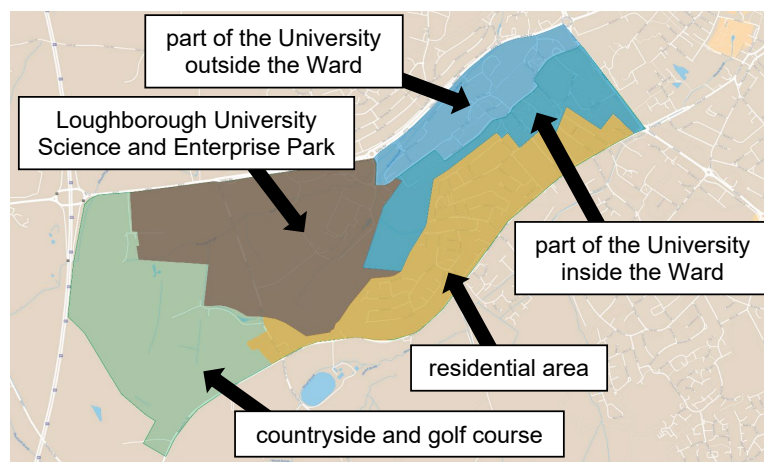 part of the University
outside the Ward
Loughborough University
Science and Enterprise Park
part of the University
inside the Ward
residential area
countryside and golf course